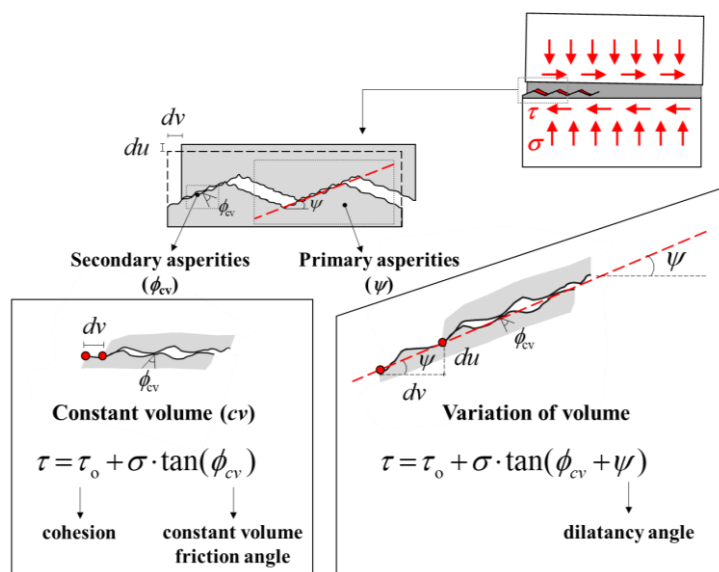 τ
σ
dv
du
ϕcv
ψ
Secondary asperities
(ϕcv)
Primary asperities
(ψ)
dv
ϕcv
Constant volume (cv)
τ = τo + σ · tan(ϕcv)
cohesion
constant volume
friction angle
ψ
ϕcv
ψ
du
dv
Variation of volume
τ = τo + σ · tan(ϕcv + ψ)
dilatancy angle